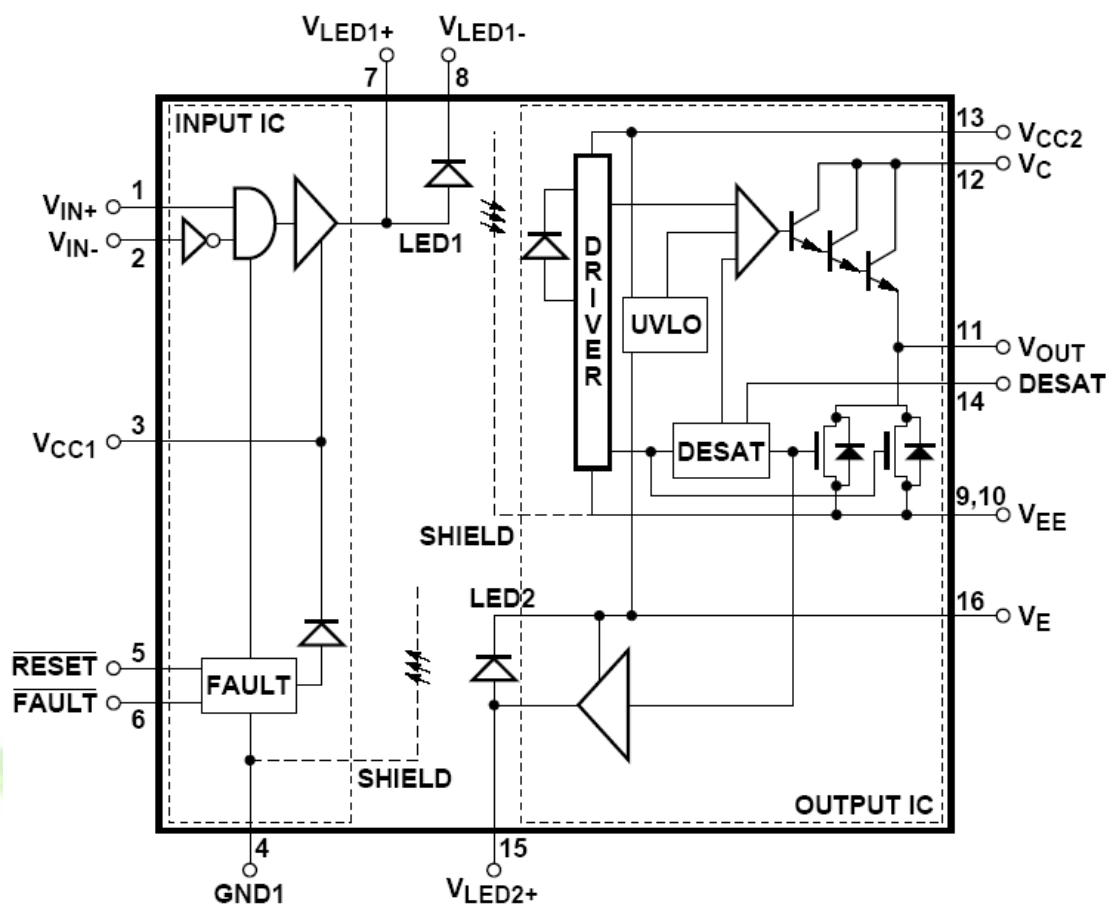 VLED1+
VLED1-
7
8
INPUT IC
13
VCC2
VC
12
1
VIN+
VIN-
2
LED1
DRIVER
UVLO
11
VOUT
DESAT
14
3
VCC1
DESAT
9,10
VEE
SHIELD
LED2
16
VE
5
RESET
FAULT
FAULT
6
SHIELD
OUTPUT IC
4
15
GND1
VLED2+